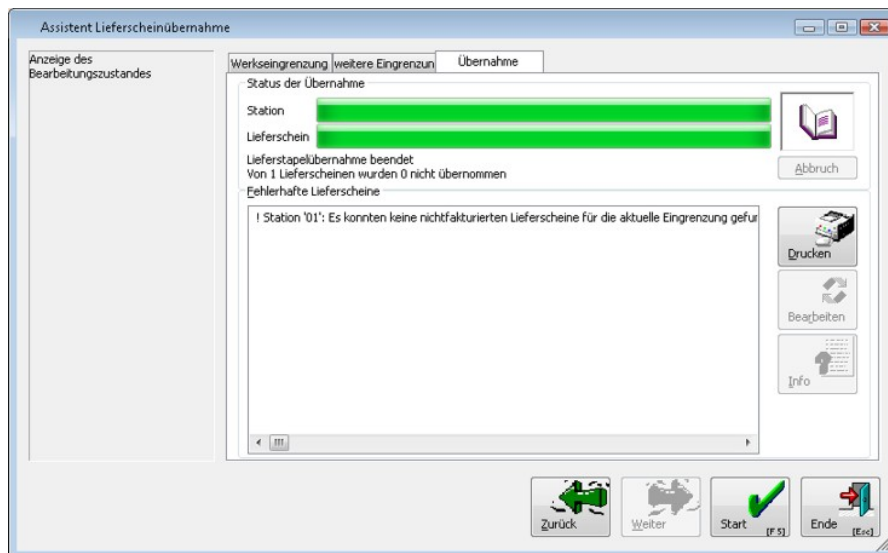 Assistent Lieferscheinübernahme
Anzeige des
Bearbeitungszustandes
Werkseingrenzung
weitere Eingrenzun
Übernahme
Status der Übernahme
Station
Lieferschein
Lieferstapelübernahme beendet
Von 1 Lieferscheinen wurden 0 nicht übernommen
Abbruch
Fehlerhafte Lieferscheine
! Station '01': Es konnten keine nichtfakturierten Lieferscheine für die aktuelle Eingrenzung gefur
Drucken
Bearbeiten
Info
Zurück
Weiter
Start [F5]
Ende [Esc]